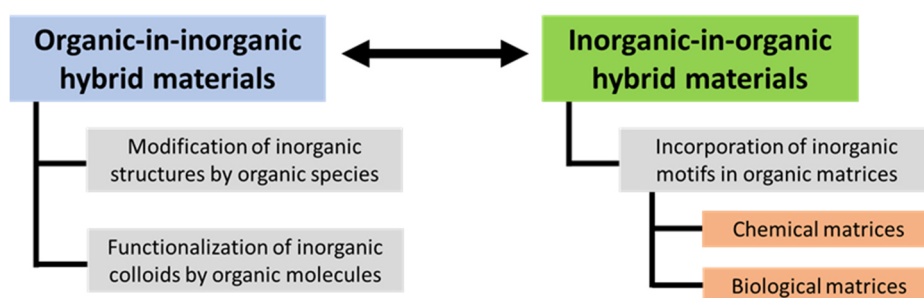 Organic-in-inorganic
hybrid materials
Modification of inorganic
structures by organic species
Functionalization of inorganic
colloids by organic molecules
Inorganic-in-organic
hybrid materials
Incorporation of inorganic
motifs in organic matrices
Chemical matrices
Biological matrices